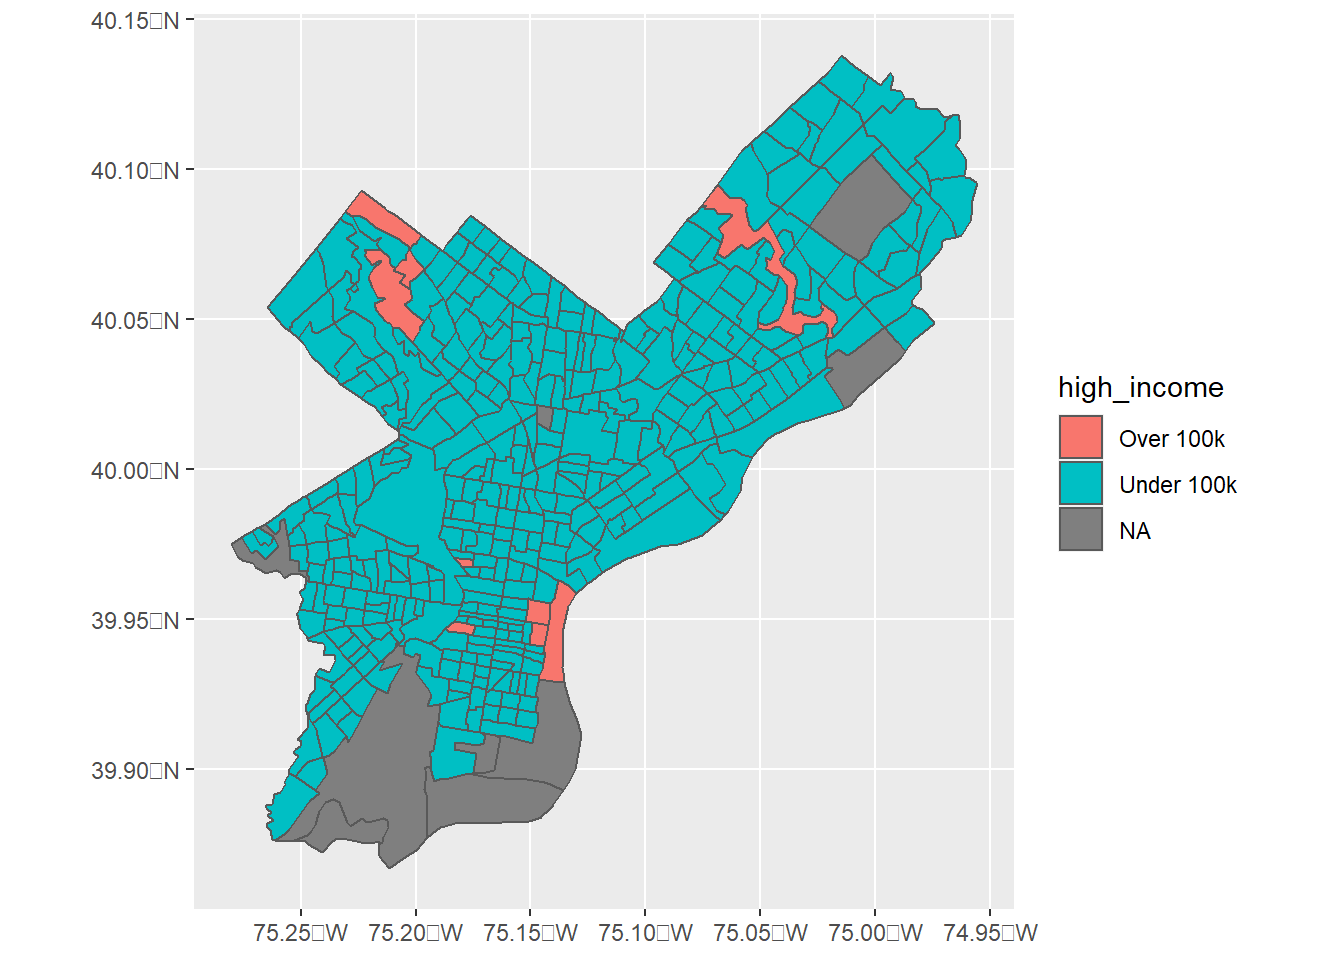 40.15▯N
40.10▯N
40.05▯N
40.00▯N
39.95▯N
39.90▯N
75.25▯W 75.20▯W 75.15▯W 75.10▯W 75.05▯W 75.00▯W 74.95▯W
high_income
Over 100k
Under 100k
NA